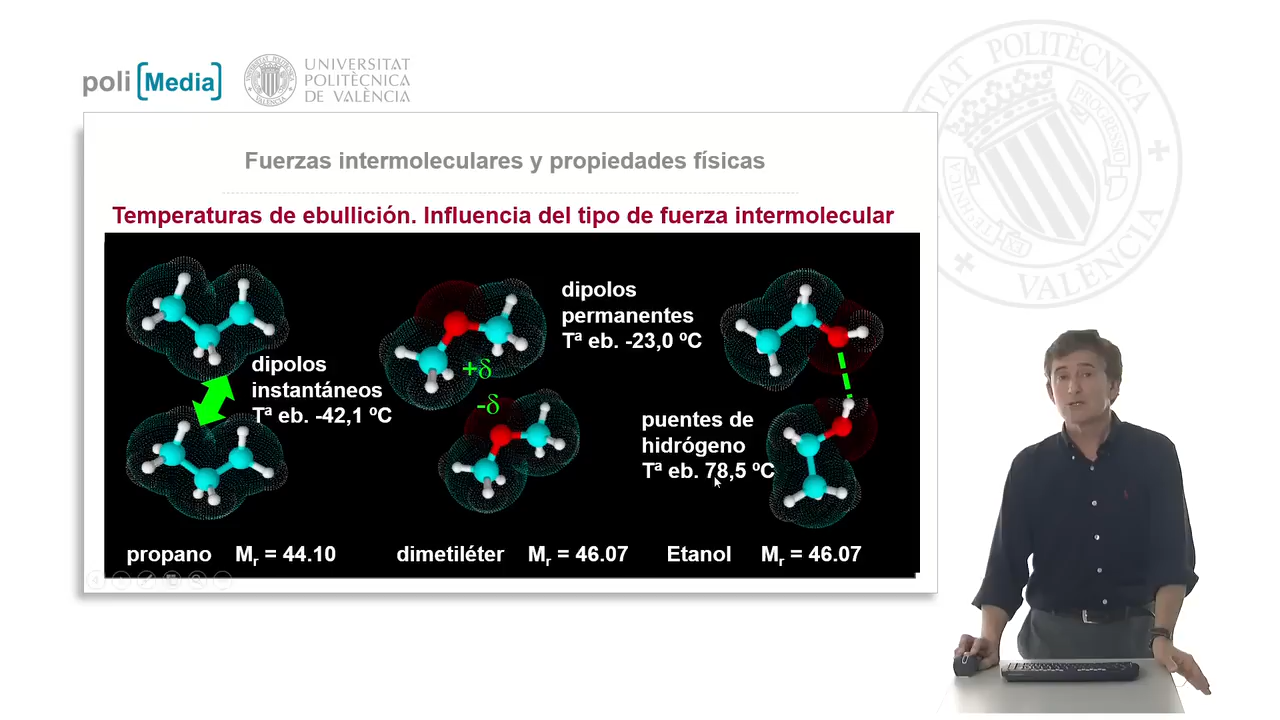 poli [Media]
UNIVERSITAT
POLITÈCNICA
DE VALÈNCIA
Fuerzas intermoleculares y propiedades físicas
Temperaturas de ebullición. Influencia del tipo de fuerza intermolecular
dipolos
instantáneos
Tª eb. -42,1 ºC
+δ
-δ
dipolos
permanentes
Tª eb. -23,0 ºC
puentes de
hidrógeno
Tª eb. 78,5 ºC
propano Mr = 44.10
dimetiléter Mr = 46.07
Etanol Mr = 46.07
POLITÈCNICA
VALÈNCIA